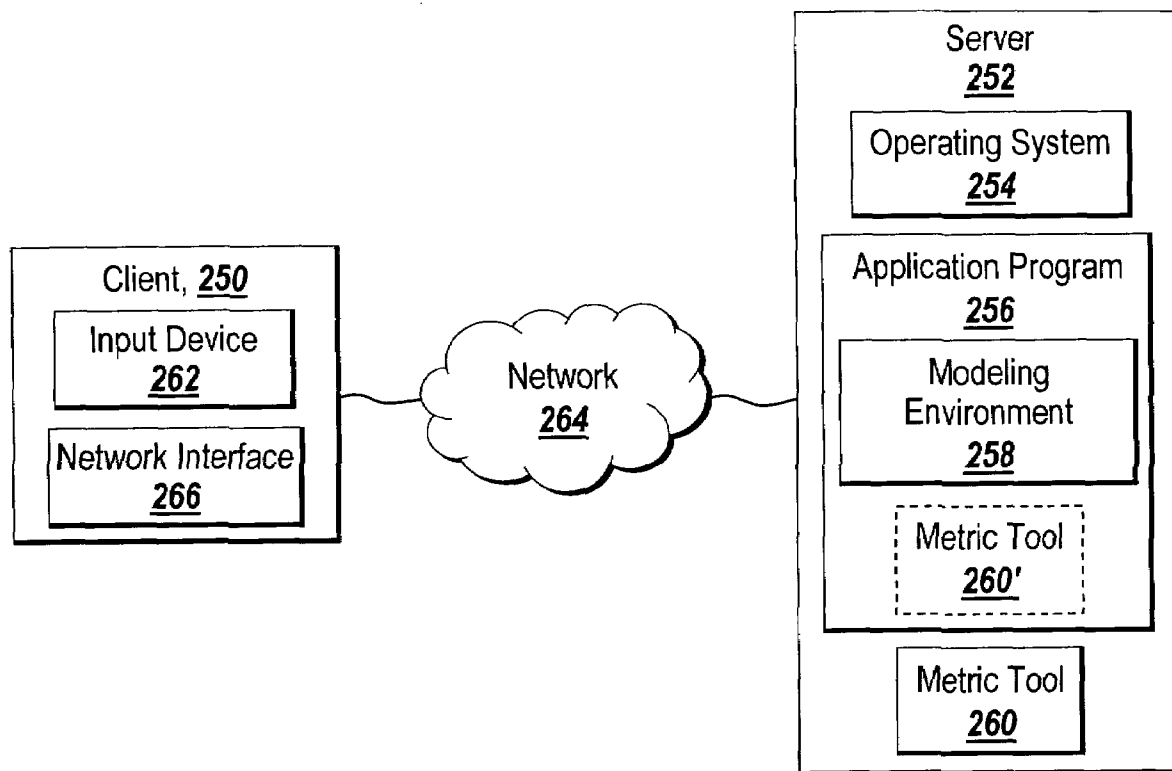 Client, 250
Input Device
262
Network Interface
266
Network
264
Server
252
Operating System
254
Application Program
256
Modeling
Environment
258
Metric Tool
260'
Metric Tool
260